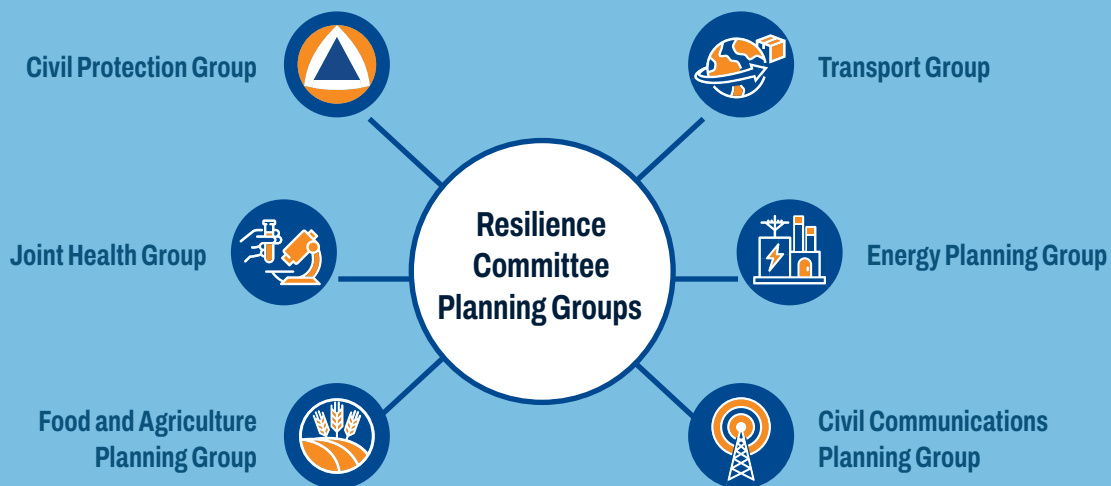 Civil Protection Group
Transport Group
Resilience
Committee
Planning Groups
Joint Health Group
Energy Planning Group
Food and Agriculture
Planning Group
Civil Communications
Planning Group